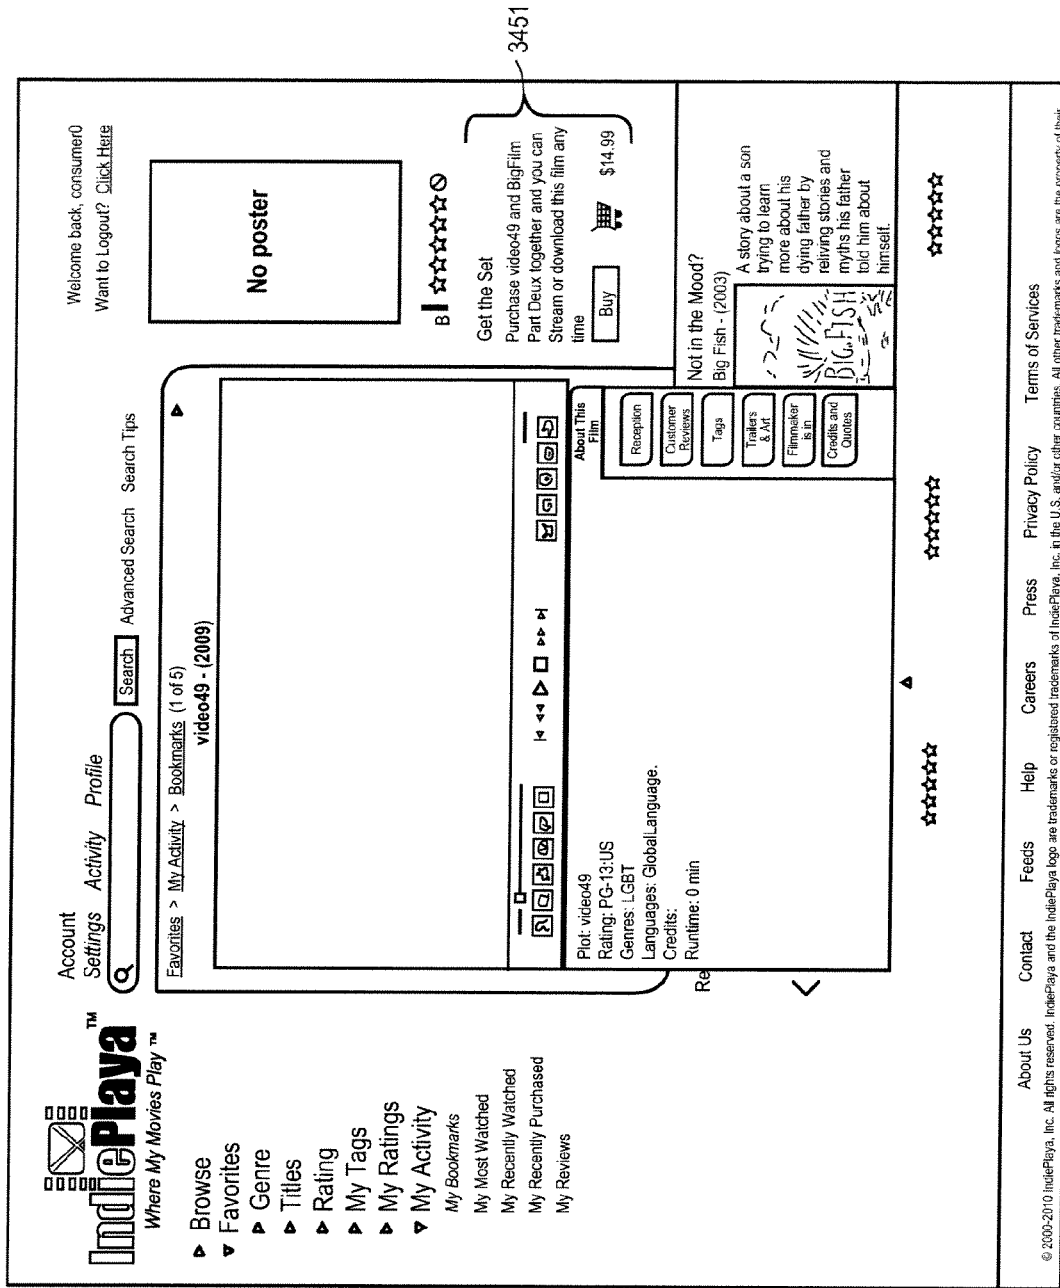 IndiePlaya™
Where My Movies Play ™
Account
Settings Activity Profile
Search Advanced Search Search Tips
Welcome back, consumer0
Want to Logout? Click Here
Browse
Favorites
Genre
Titles
Rating
My Tags
My Ratings
My Activity
My Bookmarks
My Most Watched
My Recently Watched
My Recently Purchased
My Reviews
Favorites > My Activity > Bookmarks (1 of 5)
video49 - (2009)
No poster
B
Get the Set
Purchase video49 and BigFilm
Part Deux together and you can
Stream or download this film any
time
Buy $14.99
3451
Plot: video49
Rating: PG-13:US
Genres: LGBT
Languages: GlobalLanguage.
Credits:
Runtime: 0 min
About This
Film
Reception
Customer
Reviews
Tags
Trailers
& Art
Filmmaker
is in
Credits and
Quotes
Not in the Mood?
Big Fish - (2003)
BIG FISH
A story about a son
trying to learn
more about his
dying father by
reliving stories and
myths his father
told him about
himself.
Re
About Us Contact Feeds Help Careers Press Privacy Policy Terms of Services
© 2000-2010 IndiePlaya, Inc. All rights reserved. IndiePlaya and the IndiePlaya logo are trademarks or registered trademarks of IndiePlaya, Inc. in the U.S. and/or other countries. All other trademarks and logos are the property of their